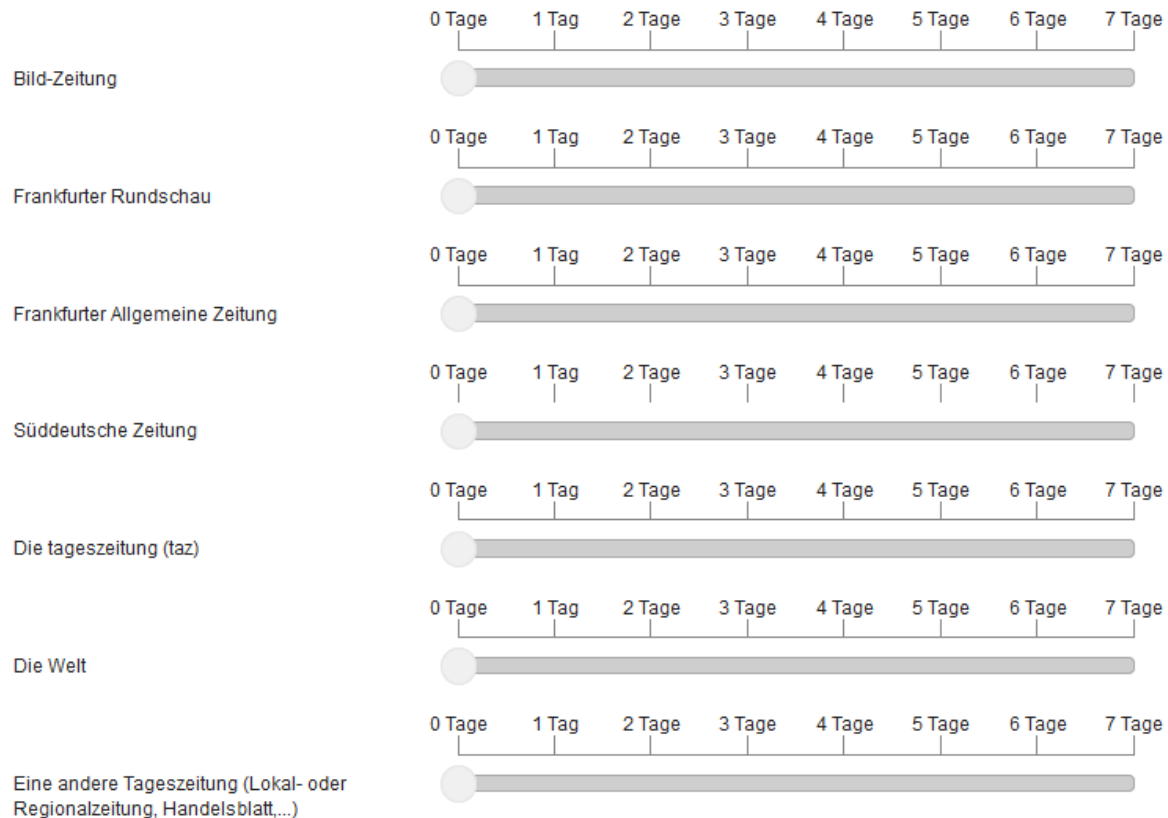 0 Tage 1 Tag 2 Tage 3 Tage 4 Tage 5 Tage 6 Tage 7 Tage
Bild-Zeitung
0 Tage 1 Tag 2 Tage 3 Tage 4 Tage 5 Tage 6 Tage 7 Tage
Frankfurter Rundschau
0 Tage 1 Tag 2 Tage 3 Tage 4 Tage 5 Tage 6 Tage 7 Tage
Frankfurter Allgemeine Zeitung
0 Tage 1 Tag 2 Tage 3 Tage 4 Tage 5 Tage 6 Tage 7 Tage
Süddeutsche Zeitung
0 Tage 1 Tag 2 Tage 3 Tage 4 Tage 5 Tage 6 Tage 7 Tage
Die tageszeitung (taz)
0 Tage 1 Tag 2 Tage 3 Tage 4 Tage 5 Tage 6 Tage 7 Tage
Die Welt
0 Tage 1 Tag 2 Tage 3 Tage 4 Tage 5 Tage 6 Tage 7 Tage
Eine andere Tageszeitung (Lokal- oder
Regionalzeitung, Handelsblatt,...)